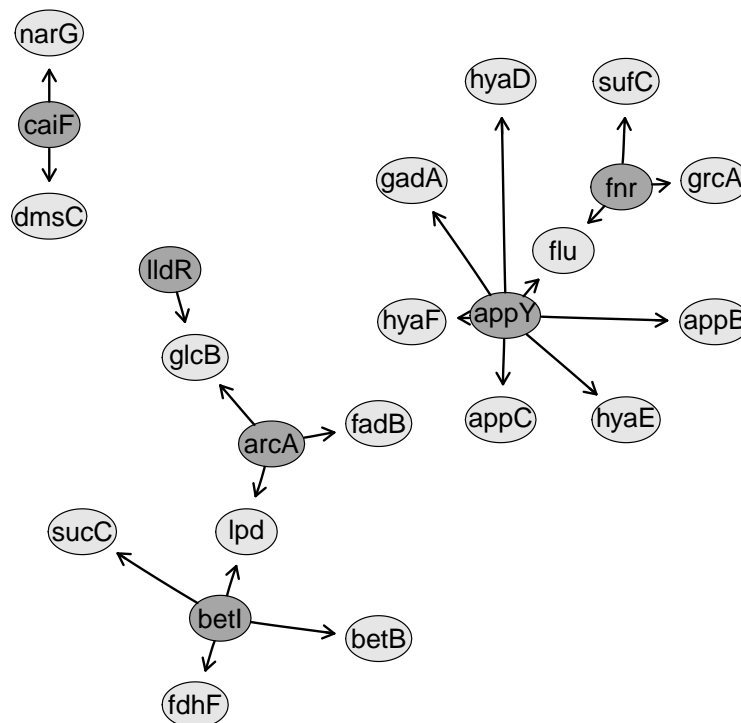 narG
hyaD
sufC
caiF
gadA
fnr
grcA
dmsC
flu
lldR
hyaF
appY
appB
glcB
appC
hyaE
fadB
arcA
sucC
lpd
betI
betB
fdhF